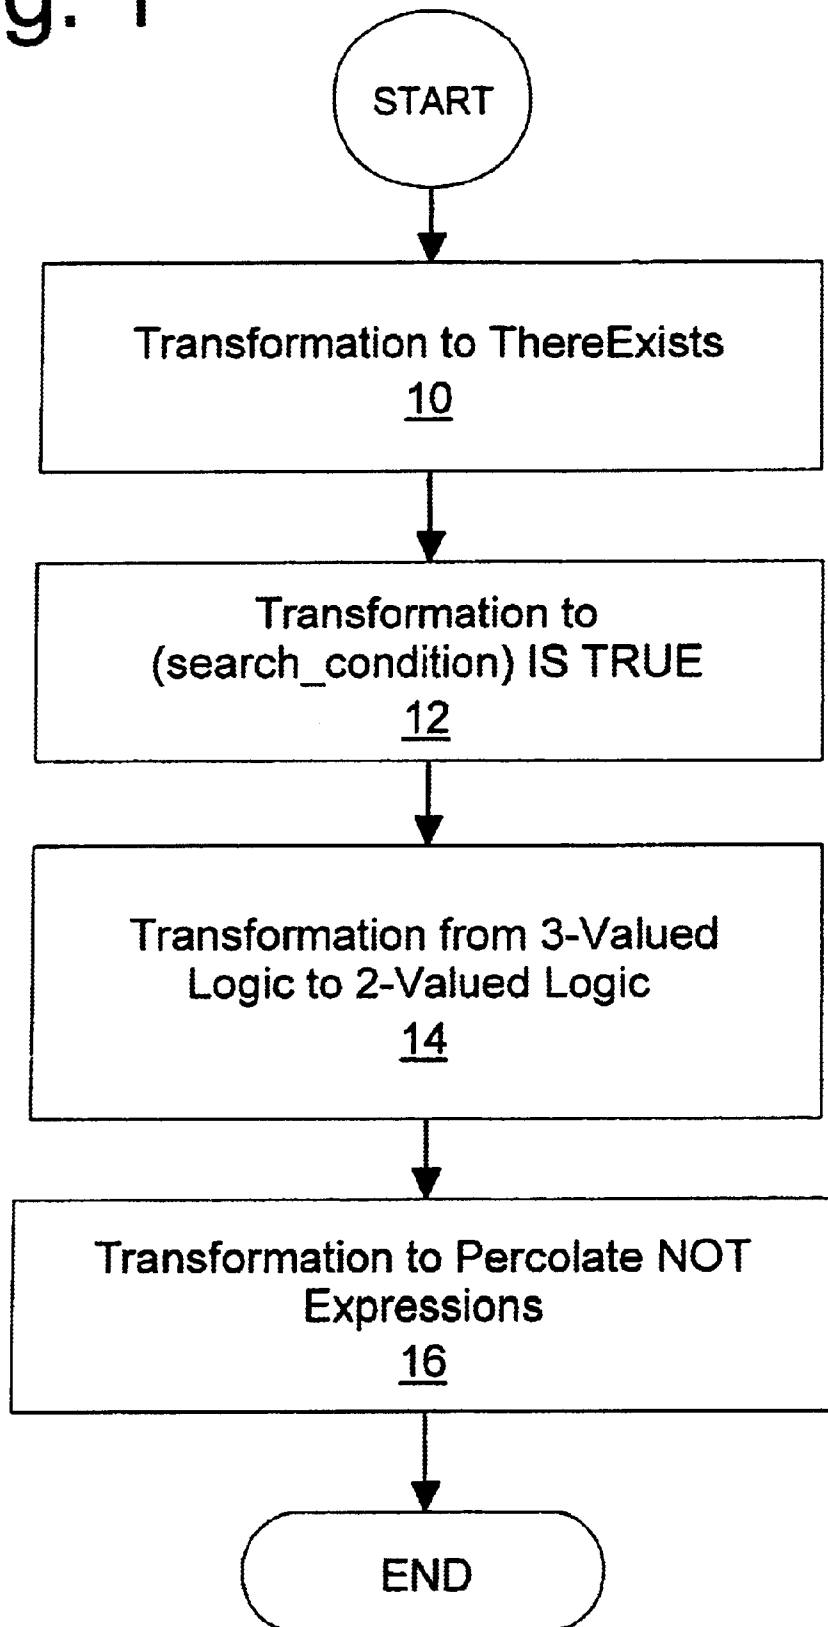 g. 1
START
Transformation to ThereExists
10
Transformation to
(search_condition) IS TRUE
12
Transformation from 3-Valued
Logic to 2-Valued Logic
14
Transformation to Percolate NOT
Expressions
16
END